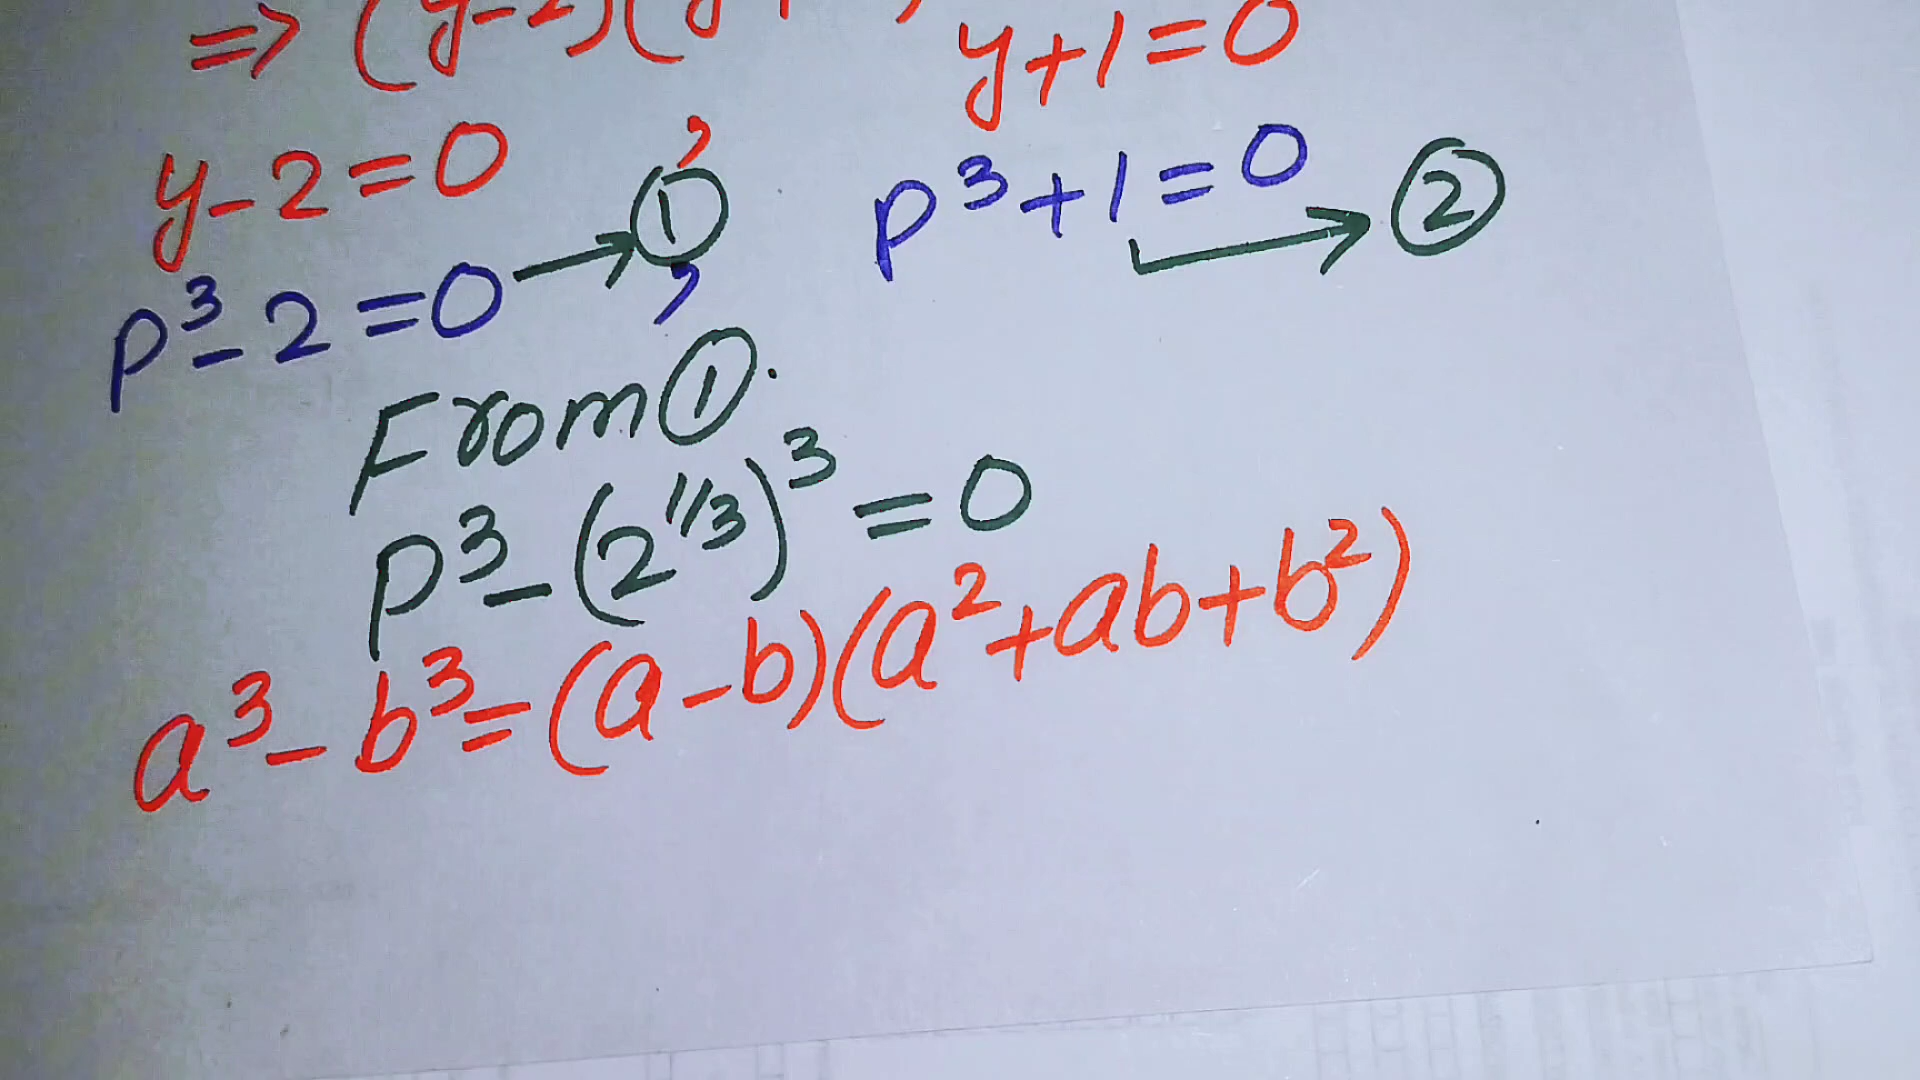 => (y-2)(y+
y+1=0
y-2=0 ,
p³+1=0 → ②
p³-2=0 → ① ,
From ①.
p³-(2^(1/3))³=0
a³-b³=(a-b)(a²+ab+b²)